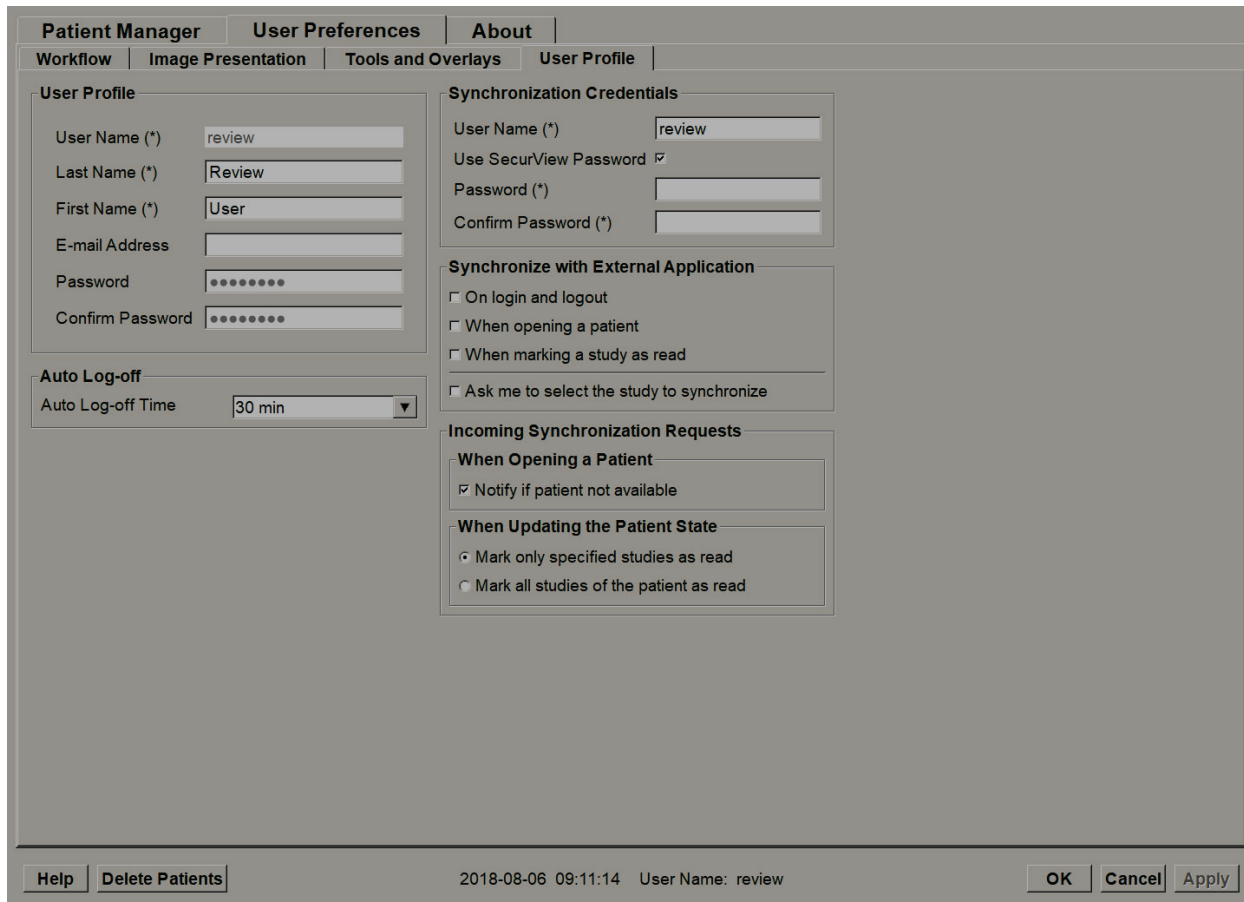 Patient Manager User Preferences About
Workflow Image Presentation Tools and Overlays User Profile
User Profile
User Name (*) review
Last Name (*) Review
First Name (*) User
E-mail Address
Password ●●●●●●●●
Confirm Password ●●●●●●●●
Auto Log-off
Auto Log-off Time 30 min
Synchronization Credentials
User Name (*) review
Use SecurView Password
Password (*)
Confirm Password (*)
Synchronize with External Application
On login and logout
When opening a patient
When marking a study as read
Ask me to select the study to synchronize
Incoming Synchronization Requests
When Opening a Patient
Notify if patient not available
When Updating the Patient State
Mark only specified studies as read
Mark all studies of the patient as read
Help Delete Patients 2018-08-06 09:11:14 User Name: review OK Cancel Apply